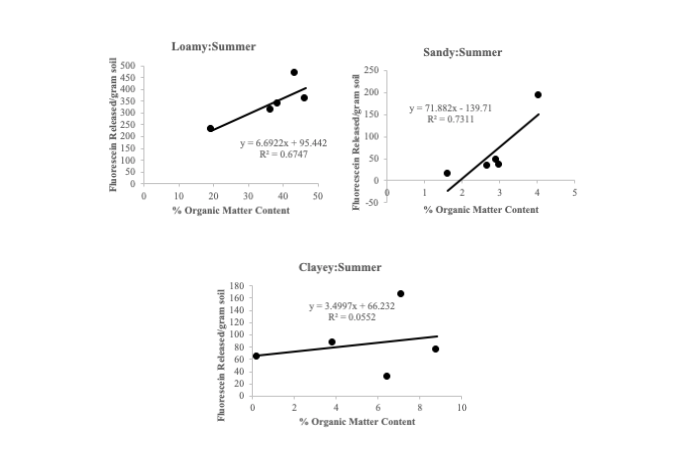 Loamy:Summer
Fluorescein Released/gram soil
500
450
400
350
300
250
200
150
100
50
0
y = 6.6922x + 95.442
R² = 0.6747
0 10 20 30 40 50
% Organic Matter Content
Sandy:Summer
Fluorescein Released/gram soil
250
200
150
100
50
0
-50
y = 71.882x - 139.71
R² = 0.7311
0 1 2 3 4 5
% Organic Matter Content
Clayey:Summer
Fluorescein Released/gram soil
180
160
140
120
100
80
60
40
20
0
y = 3.4997x + 66.232
R² = 0.0552
0 2 4 6 8 10
% Organic Matter Content